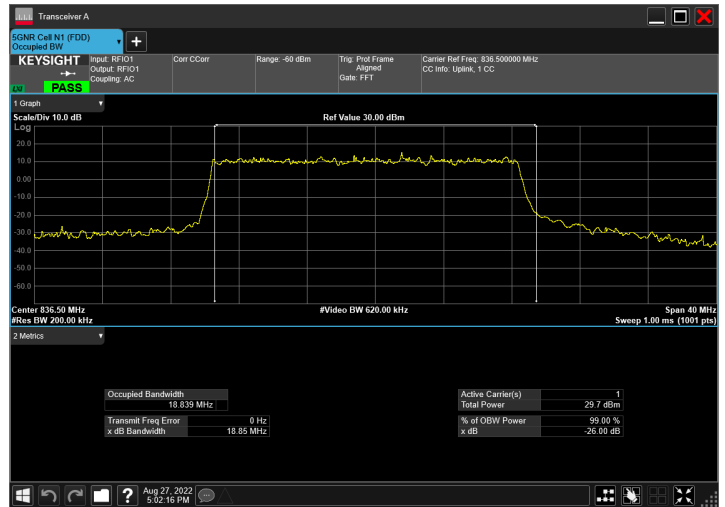 Transceiver A
5GNR Cell N1 (FDD)
Occupied BW
KEYSIGHT
LXI
PASS
Input: RFIO1
Output: RFIO1
Coupling: AC
Corr CCorr
Range: -60 dBm
Trig: Prot Frame
Aligned
Gate: FFT
Carrier Ref Freq: 836.500000 MHz
CC Info: Uplink, 1 CC
1 Graph
Scale/Div 10.0 dB
Ref Value 30.00 dBm
Log
20.0
10.0
0.00
-10.0
-20.0
-30.0
-40.0
-50.0
-60.0
Center 836.50 MHz
#Video BW 620.00 kHz
Span 40 MHz
#Res BW 200.00 kHz
Sweep 1.00 ms (1001 pts)
2 Metrics
Occupied Bandwidth
18.839 MHz
Transmit Freq Error 0 Hz
x dB Bandwidth 18.85 MHz
Active Carrier(s) 1
Total Power 29.7 dBm
% of OBW Power 99.00 %
x dB -26.00 dB
?
Aug 27, 2022
5:02:16 PM